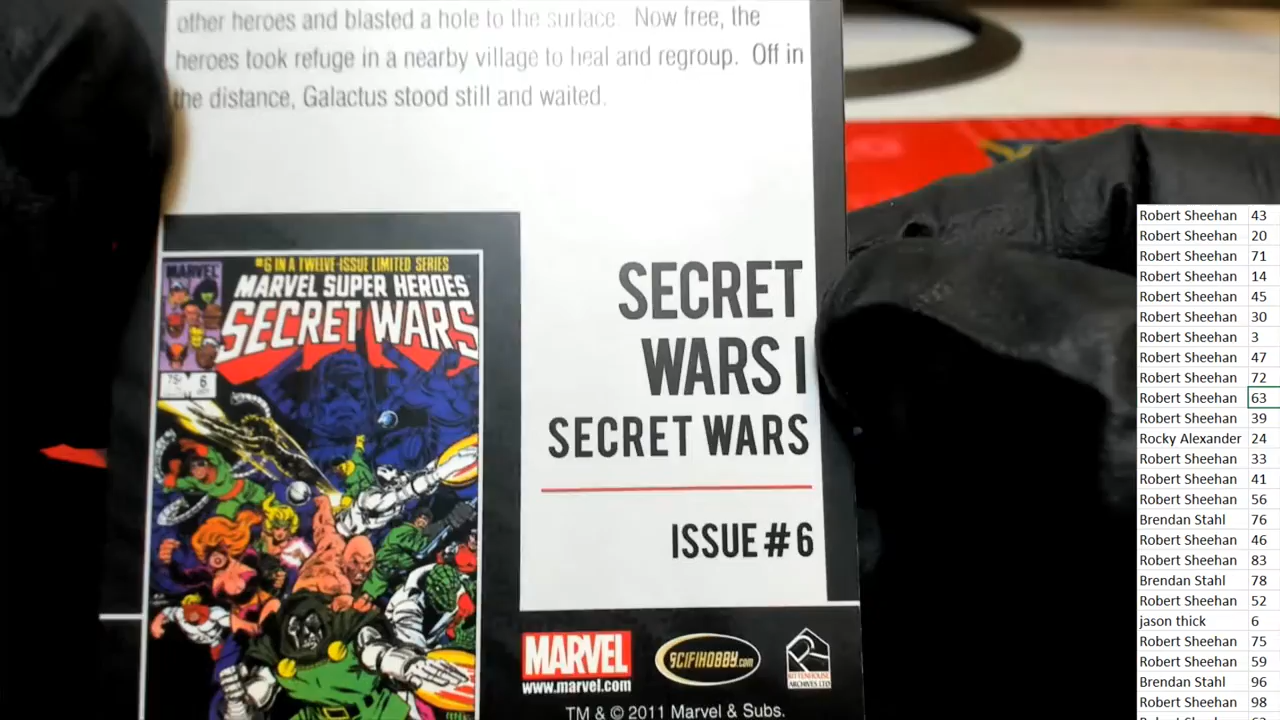 other heroes and blasted a hole to the surface. Now free, the
heroes took refuge in a nearby village to heal and regroup. Off in
the distance, Galactus stood still and waited.
MARVEL
#6 IN A TWELVE-ISSUE LIMITED SERIES
MARVEL SUPER HEROES
SECRET WARS
75¢
6
SECRET
WARS I
SECRET WARS
ISSUE # 6
MARVEL
www.marvel.com
SCIFIHOBBY.com
RITTENHOUSE
ARCHIVES LTD
TM & © 2011 Marvel & Subs.
Robert Sheehan 43
Robert Sheehan 20
Robert Sheehan 71
Robert Sheehan 14
Robert Sheehan 45
Robert Sheehan 30
Robert Sheehan 3
Robert Sheehan 47
Robert Sheehan 72
Robert Sheehan 63
Robert Sheehan 39
Rocky Alexander 24
Robert Sheehan 33
Robert Sheehan 41
Robert Sheehan 56
Brendan Stahl 76
Robert Sheehan 46
Robert Sheehan 83
Brendan Stahl 78
Robert Sheehan 52
jason thick 6
Robert Sheehan 75
Robert Sheehan 59
Brendan Stahl 96
Robert Sheehan 98